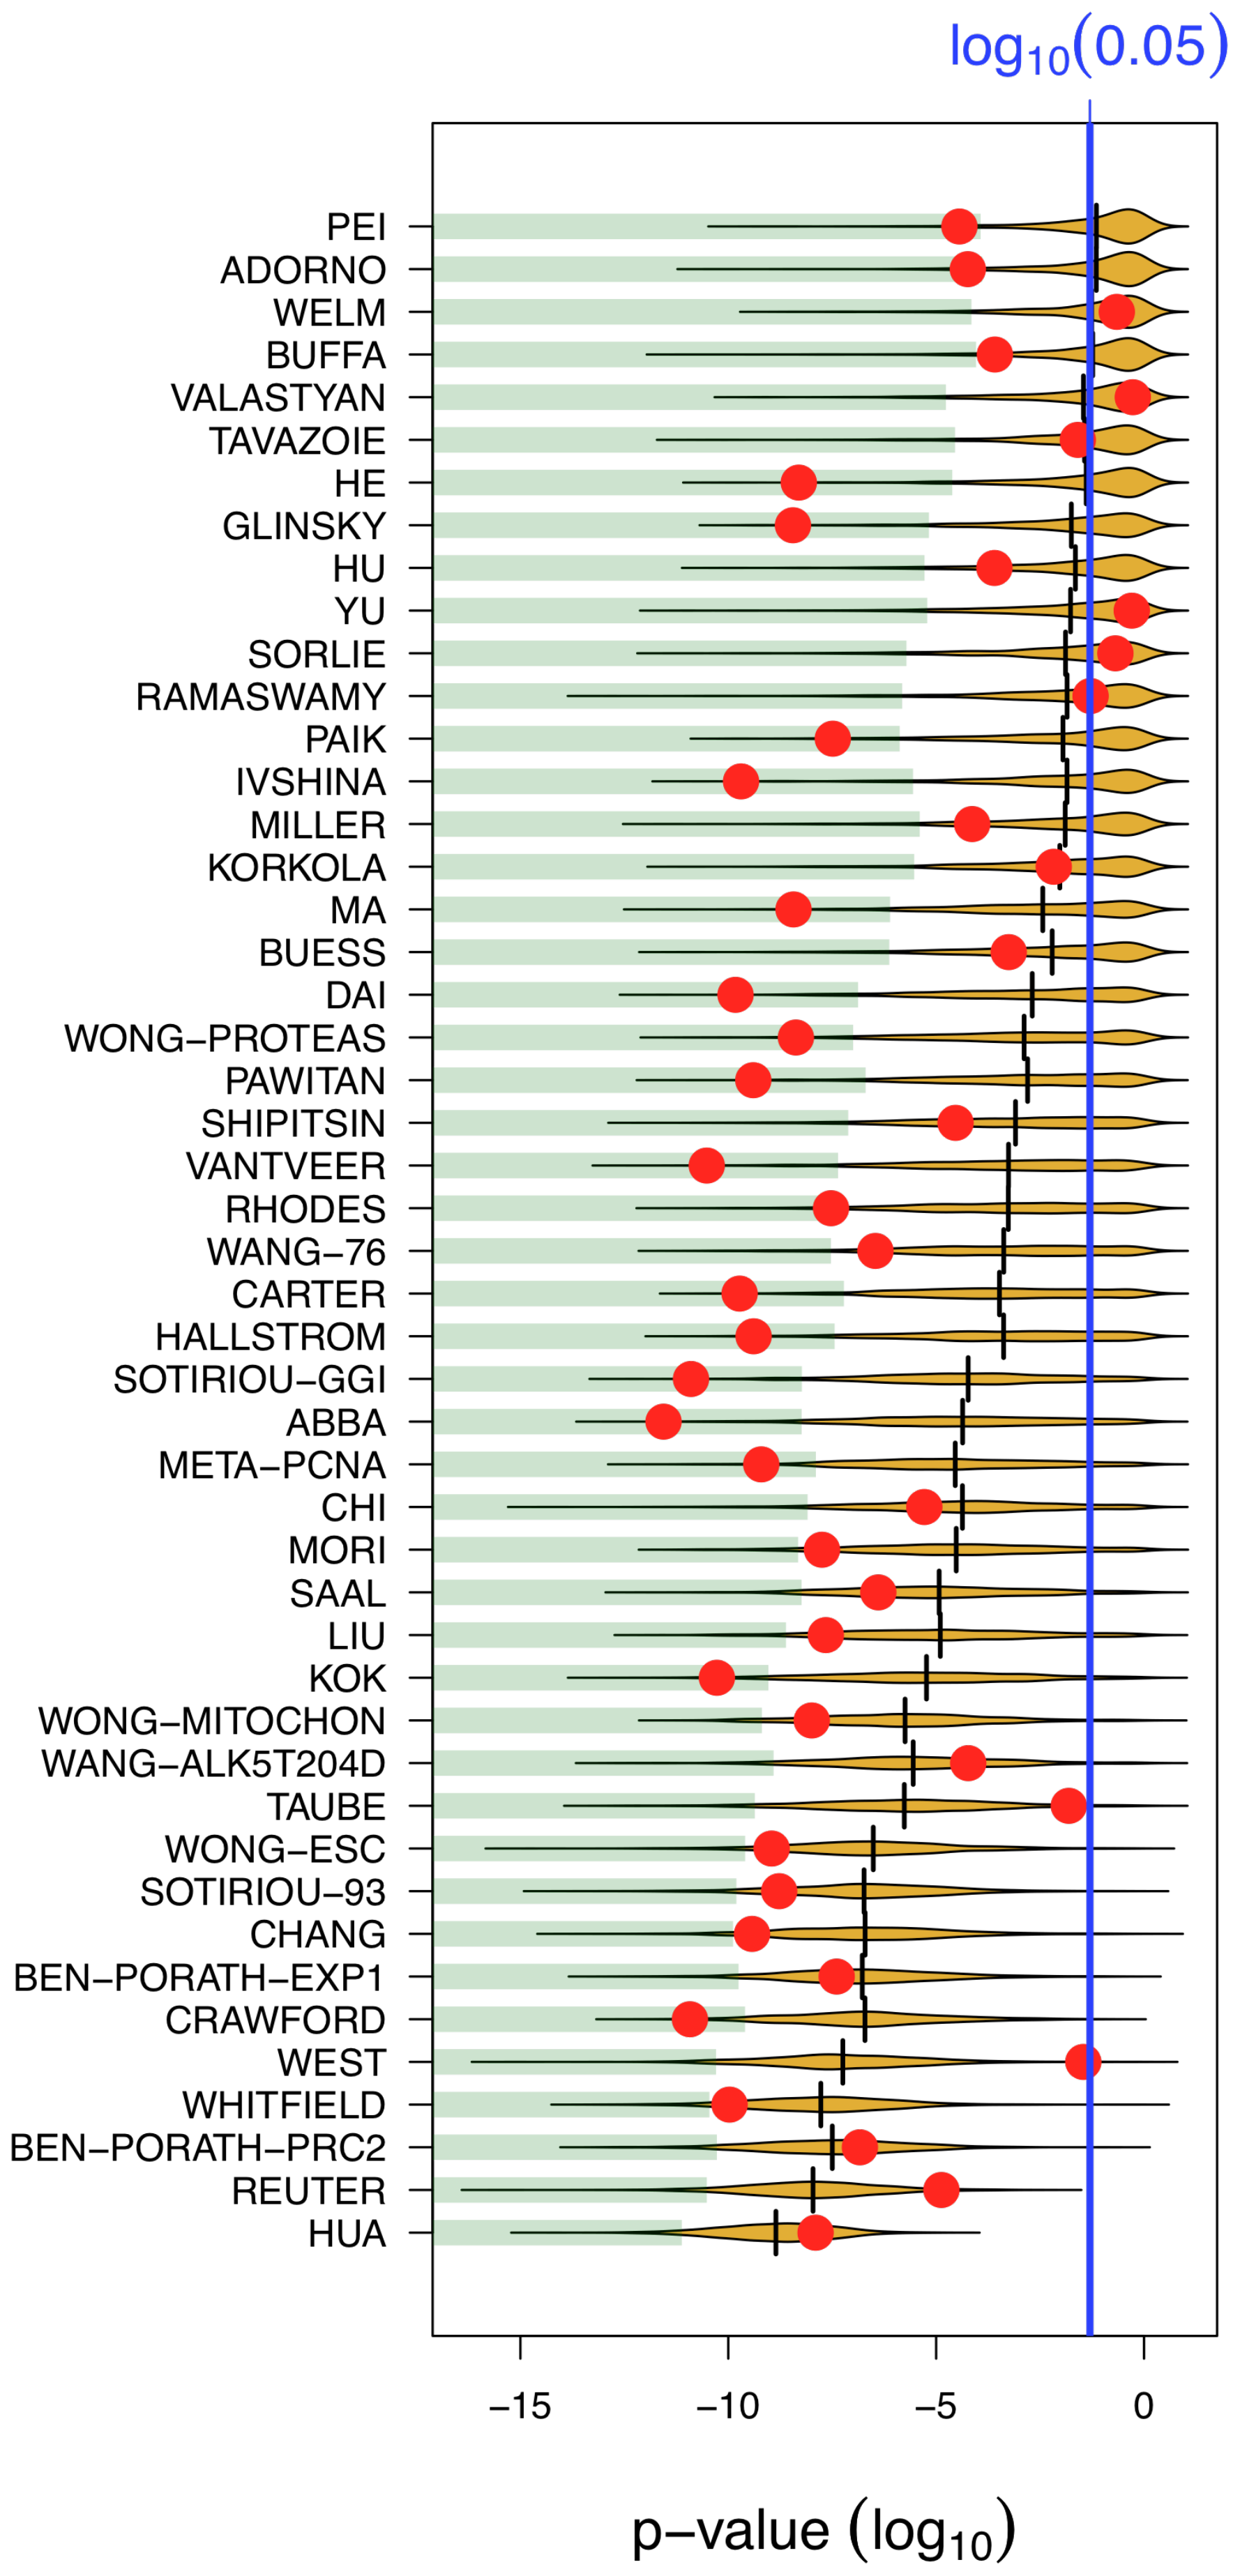 log10(0.05)
PEI
ADORNO
WELM
BUFFA
VALASTYAN
TAVAZOIE
HE
GLINSKY
HU
YU
SORLIE
RAMASWAMY
PAIK
IVSHINA
MILLER
KORKOLA
MA
BUESS
DAI
WONG−PROTEAS
PAWITAN
SHIPITSIN
VANTVEER
RHODES
WANG−76
CARTER
HALLSTROM
SOTIRIOU−GGI
ABBA
META−PCNA
CHI
MORI
SAAL
LIU
KOK
WONG−MITOCHON
WANG−ALK5T204D
TAUBE
WONG−ESC
SOTIRIOU−93
CHANG
BEN−PORATH−EXP1
CRAWFORD
WEST
WHITFIELD
BEN−PORATH−PRC2
REUTER
HUA
−15 −10 −5 0
p−value (log10)